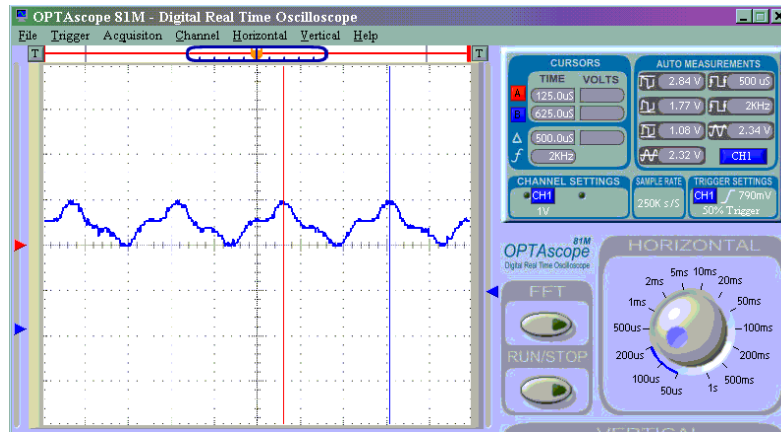 OPTAscope 81M - Digital Real Time Oscilloscope
File Trigger Acquisiton Channel Horizontal Vertical Help
T T
CURSORS
TIME VOLTS
A 125.0uS
B 625.0uS
Δ 500.0uS
f 2KHz
AUTO MEASUREMENTS
2.84 V 500 uS
1.77 V 2KHz
1.08 V 2.34 V
2.32 V CH1
CHANNEL SETTINGS
CH1
1V
SAMPLE RATE
250K s/S
TRIGGER SETTINGS
CH1 790mV
50% Trigger
OPTAscope 81M
Digital Real Time Oscilloscope
FFT
RUN/STOP
HORIZONTAL
5ms 10ms
2ms 20ms
1ms 50ms
500us 100ms
200us 200ms
100us 500ms
50us 1s
VERTICAL